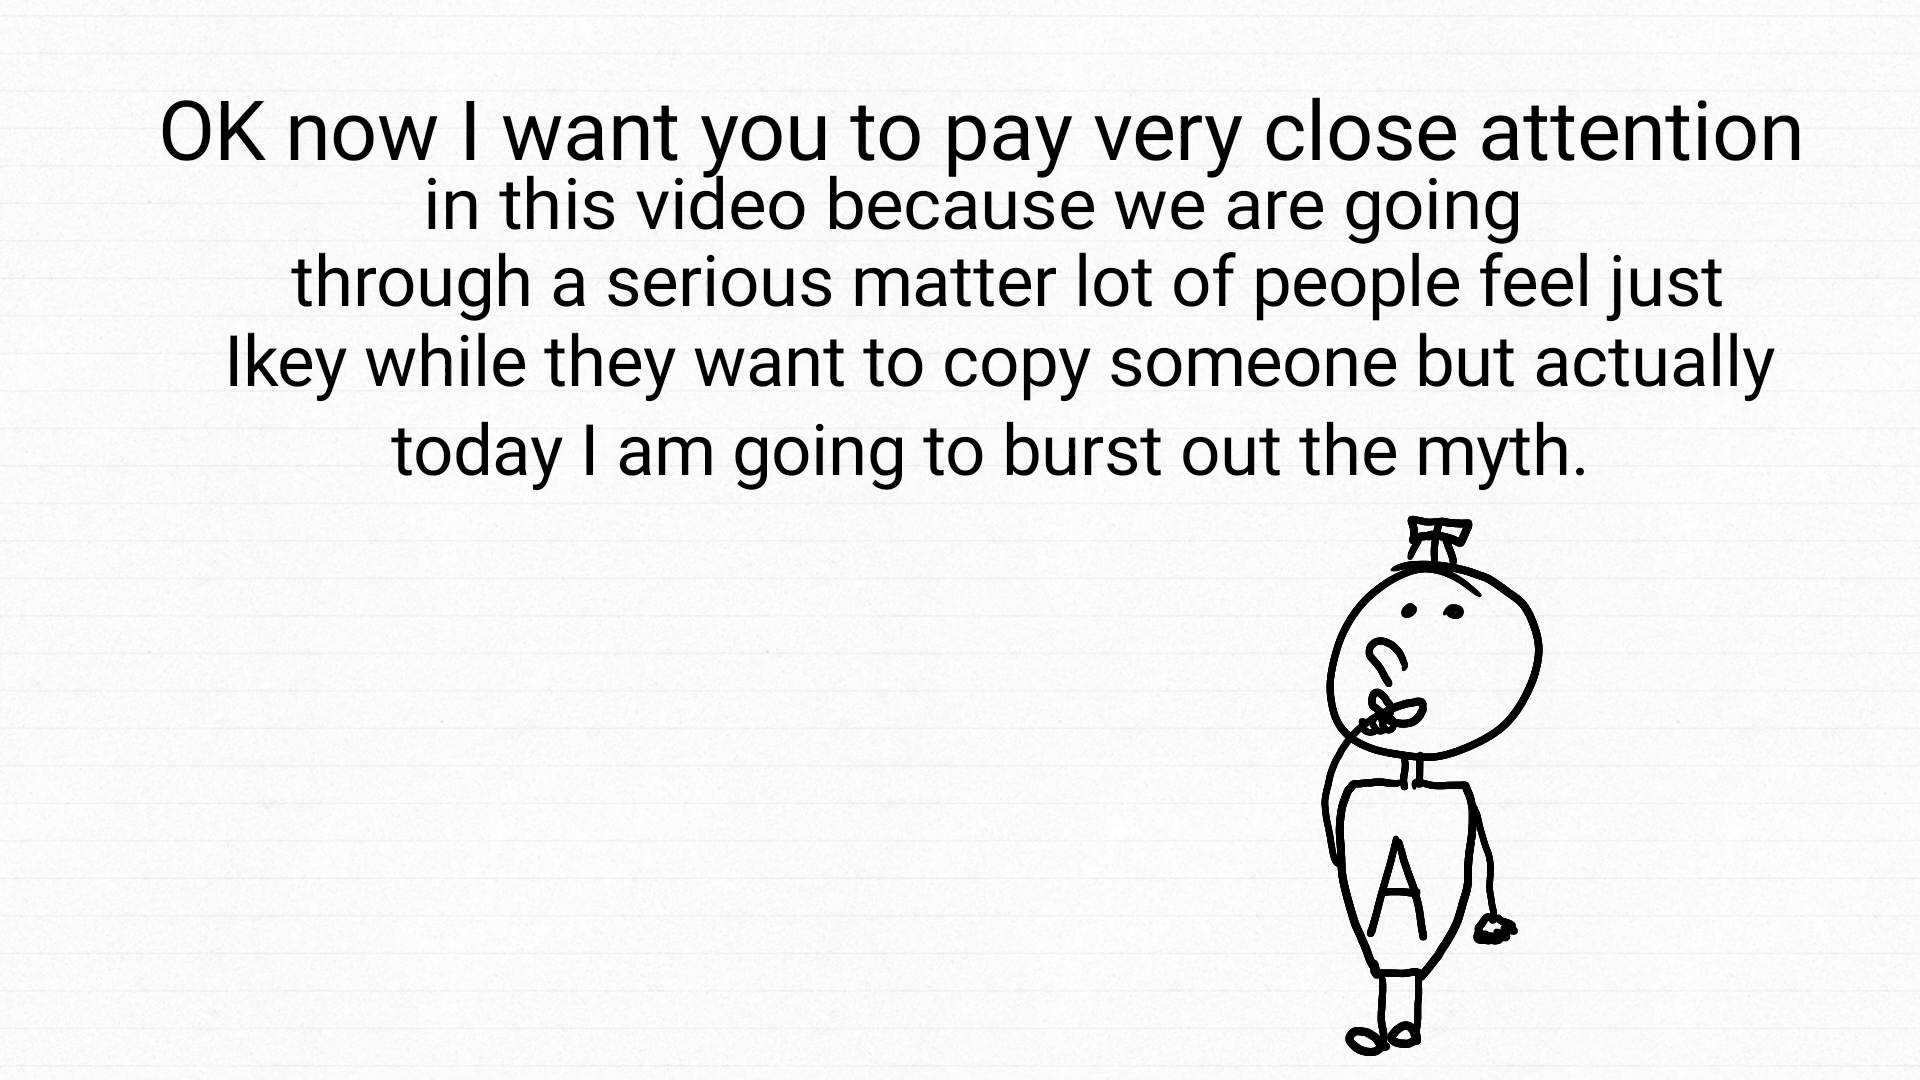 OK now I want you to pay very close attention
in this video because we are going
through a serious matter lot of people feel just
Ikey while they want to copy someone but actually
today I am going to burst out the myth.
A